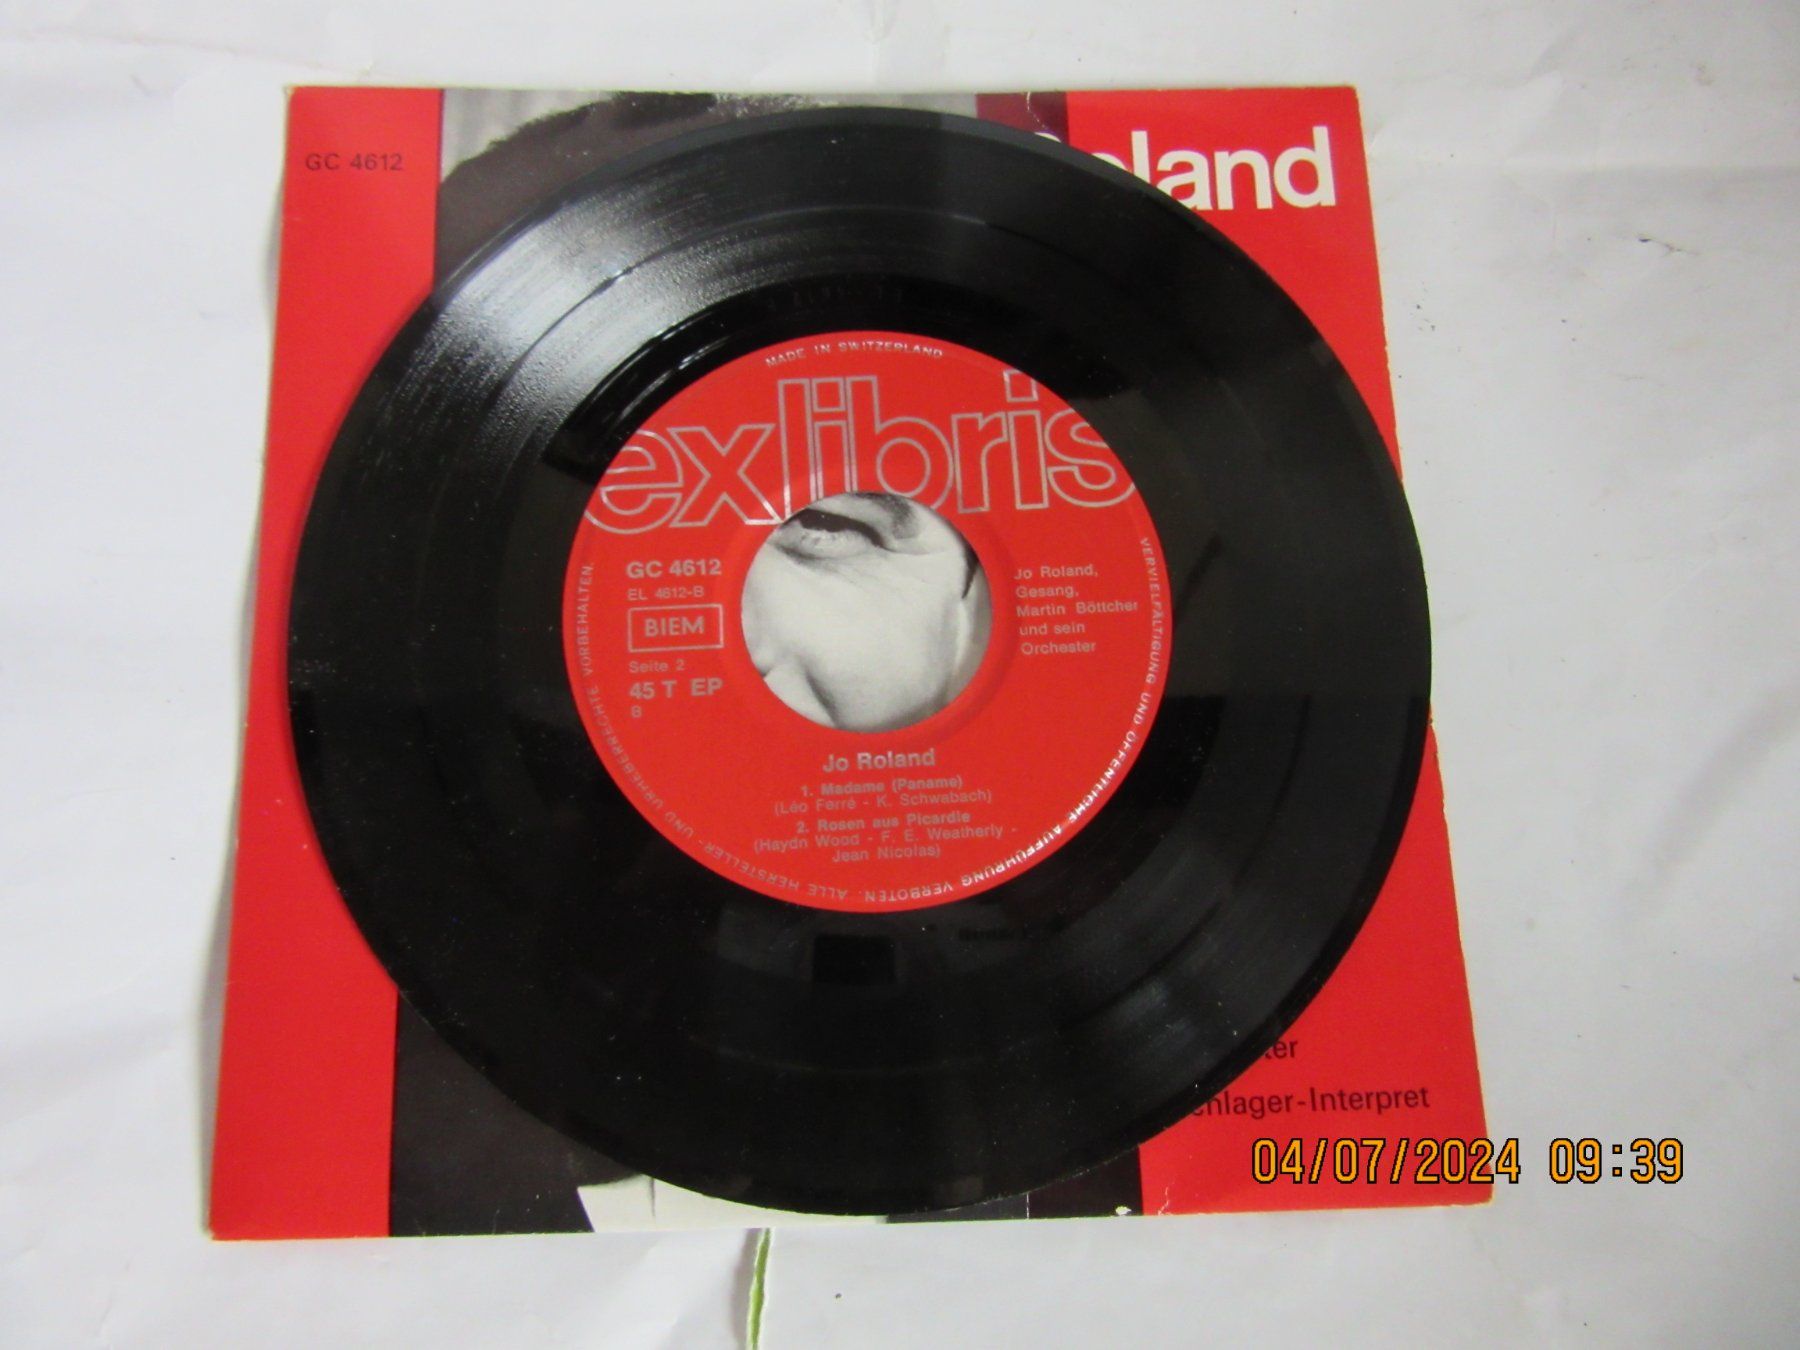 GC 4612
Roland
MADE IN SWITZERLAND
exlibris
GC 4612
EL 4612-B
BIEM
Seite 2
45 T EP
B
Jo Roland,
Gesang,
Martin Böttcher
und sein
Orchester
Jo Roland
1. Madame (Paname)
(Léo Ferré - K. Schwabach)
2. Rosen aus Picardie
(Haydn Wood - F. E. Weatherly -
Jean Nicolas)
ALLE HERSTELLER- UND URHEBERRECHTE VORBEHALTEN.
VERVIELFÄLTIGUNG UND ÖFFENTLICHE AUFFÜHRUNG VERBOTEN.
ter
chlager-Interpret
04/07/2024 09:39